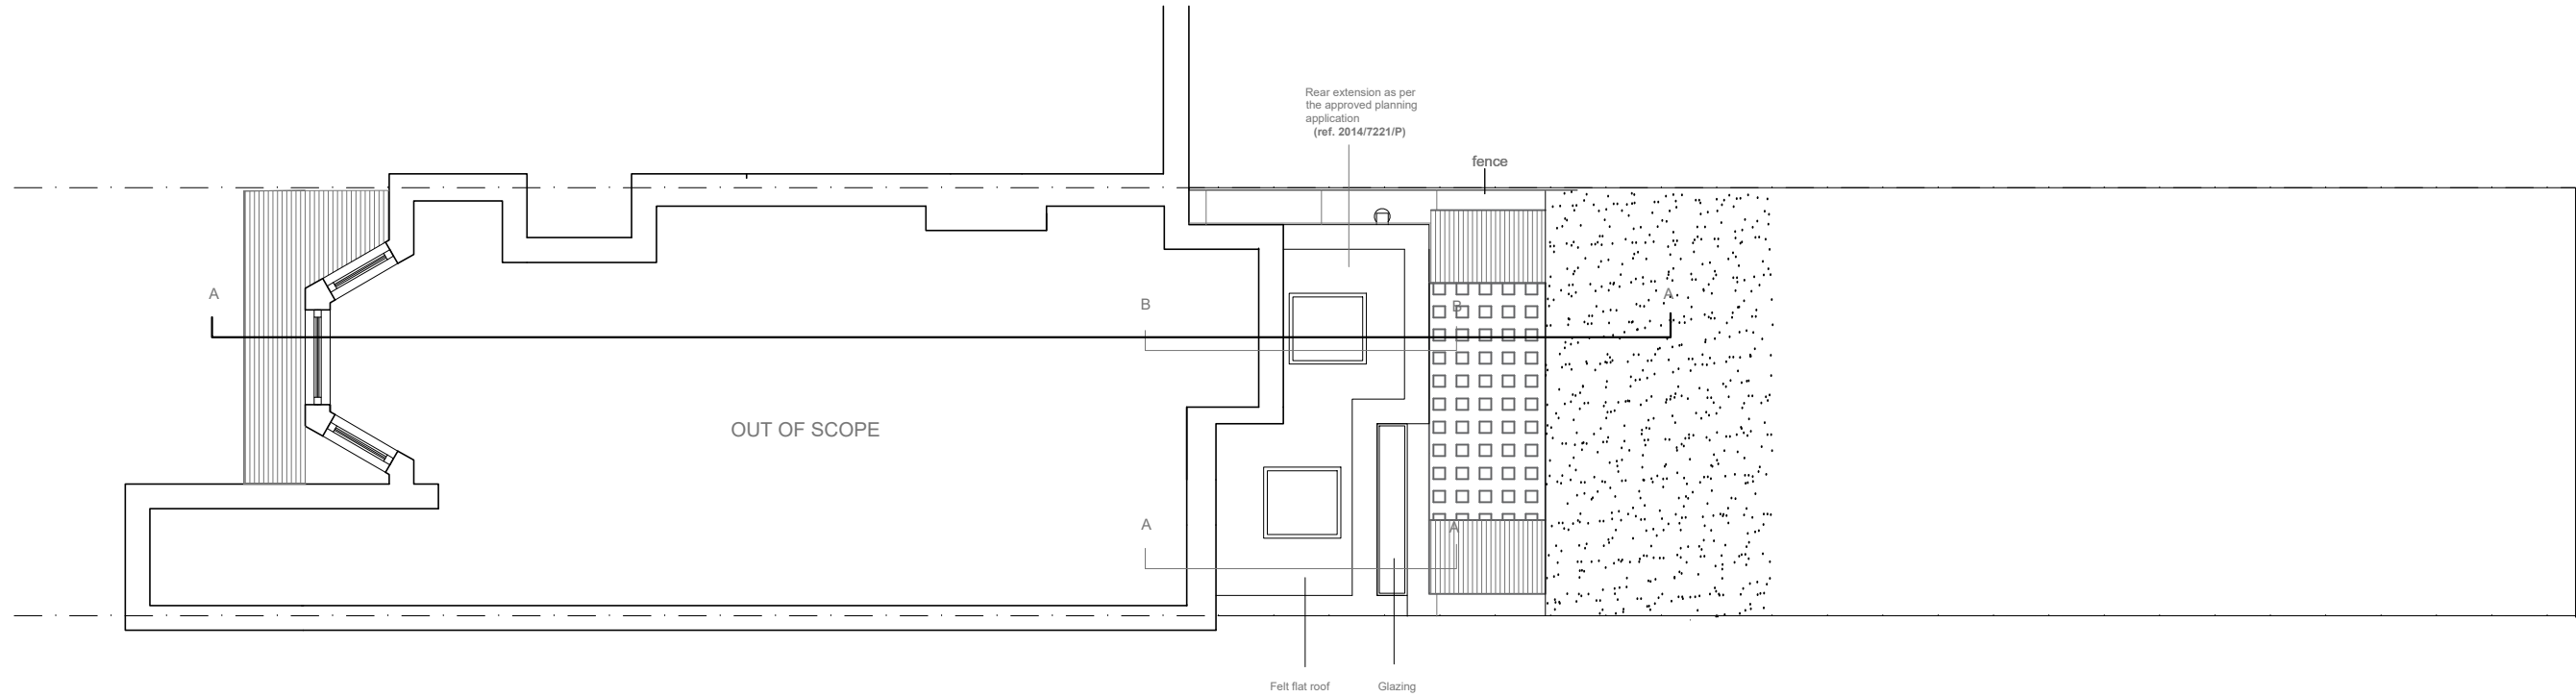 Rear extension as per
the approved planning
application
(ref. 2014/7221/P)
fence
A
B
B
A
OUT OF SCOPE
A
A
Felt flat roof
Glazing